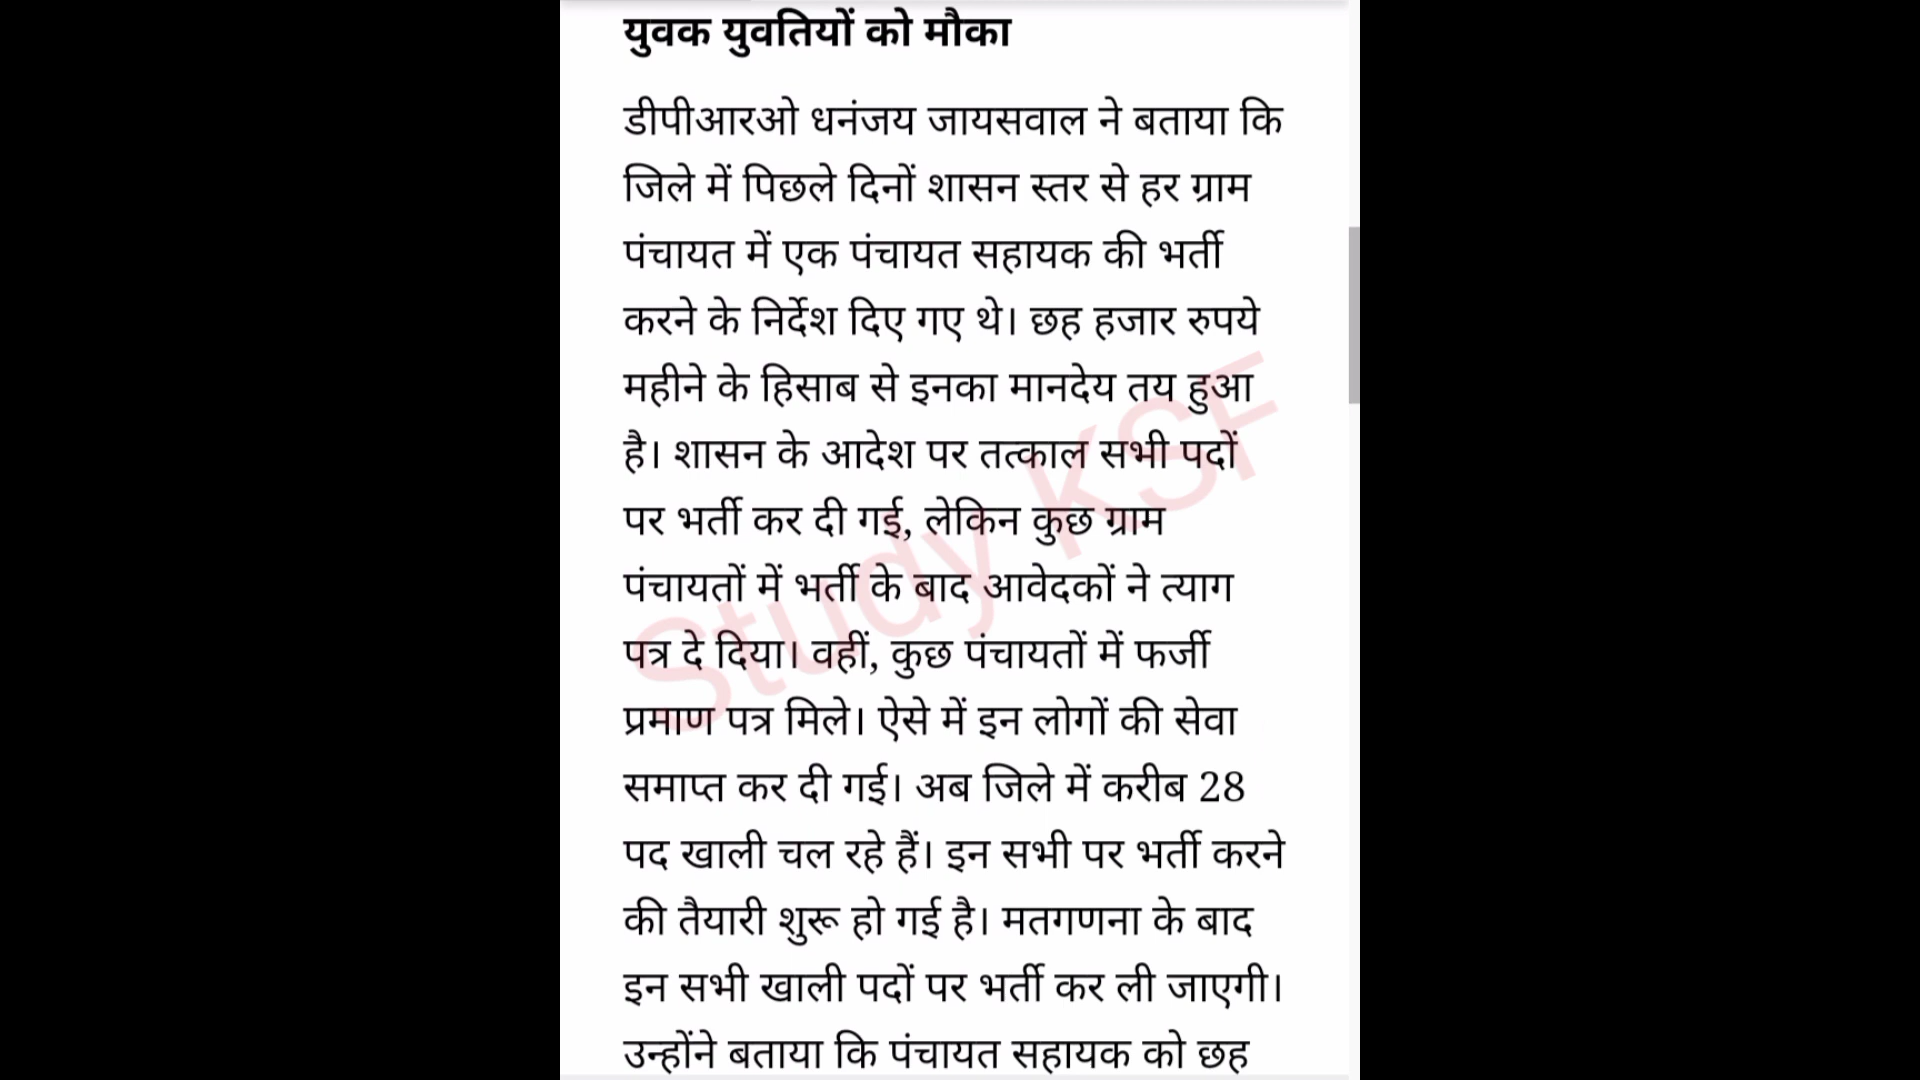 युवक युवतियों को मौका
डीपीआरओ धनंजय जायसवाल ने बताया कि
जिले में पिछले दिनों शासन स्तर से हर ग्राम
पंचायत में एक पंचायत सहायक की भर्ती
करने के निर्देश दिए गए थे। छह हजार रुपये
महीने के हिसाब से इनका मानदेय तय हुआ
है। शासन के आदेश पर तत्काल सभी पदों
पर भर्ती कर दी गई, लेकिन कुछ ग्राम
पंचायतों में भर्ती के बाद आवेदकों ने त्याग
पत्र दे दिया। वहीं, कुछ पंचायतों में फर्जी
प्रमाण पत्र मिले। ऐसे में इन लोगों की सेवा
समाप्त कर दी गई। अब जिले में करीब 28
पद खाली चल रहे हैं। इन सभी पर भर्ती करने
की तैयारी शुरू हो गई है। मतगणना के बाद
इन सभी खाली पदों पर भर्ती कर ली जाएगी।
उन्होंने बताया कि पंचायत सहायक को छह
Study KSF